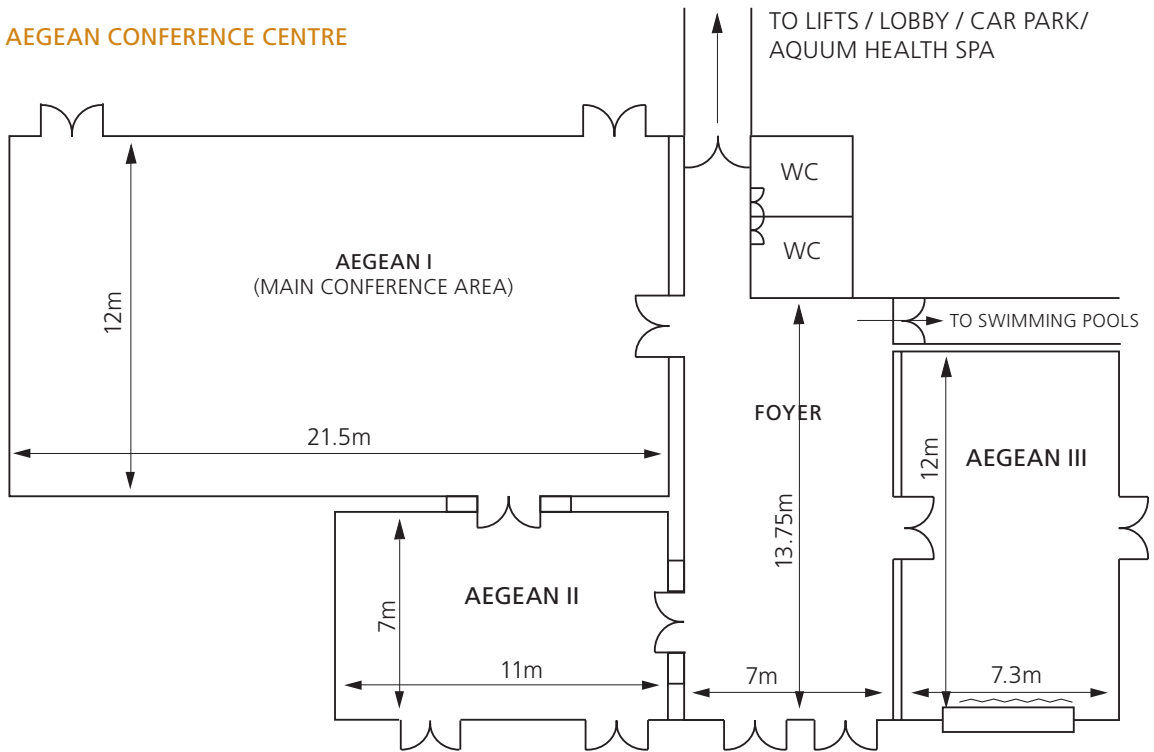 AEGEAN CONFERENCE CENTRE
TO LIFTS / LOBBY / CAR PARK/
AQUUM HEALTH SPA
WC
WC
AEGEAN I
(MAIN CONFERENCE AREA)
12m
21.5m
TO SWIMMING POOLS
FOYER
13.75m
7m
AEGEAN III
12m
7.3m
AEGEAN II
7m
11m